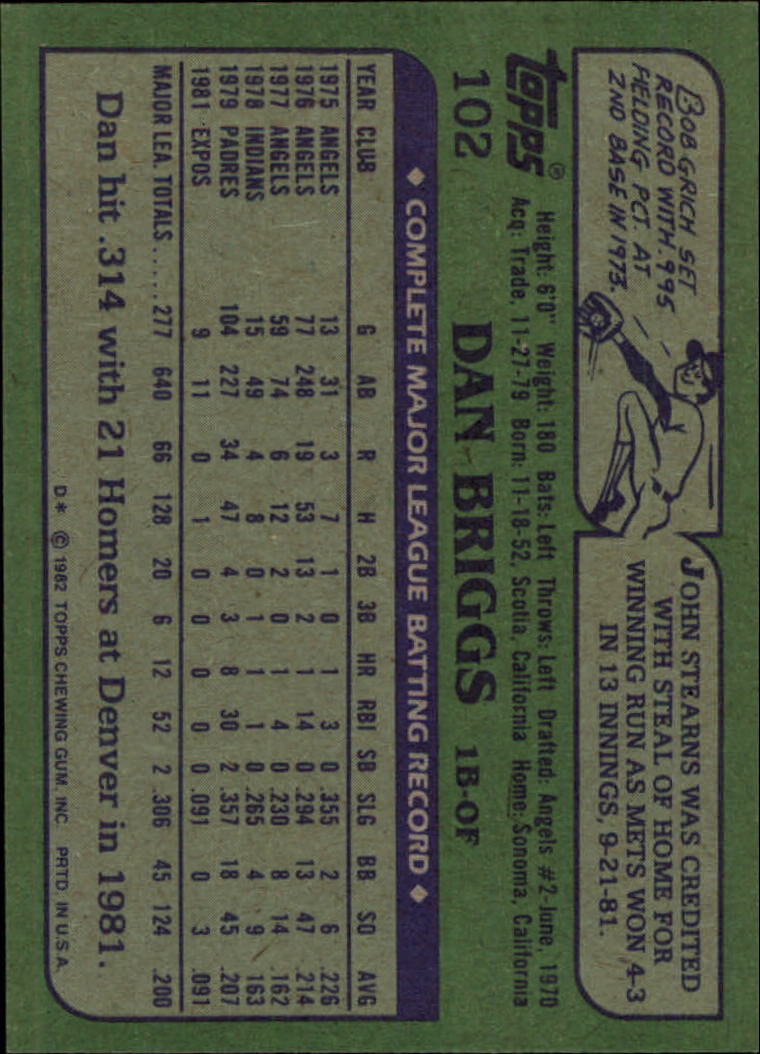 BOB GRICH SET
RECORD WITH .995
FIELDING PCT. AT
2ND BASE IN 1973.
JOHN STEARNS WAS CREDITED
WITH STEAL OF HOME FOR
WINNING RUN AS METS WON 4-3
IN 13 INNINGS, 9-21-81.
topps®
Height: 6'0" Weight: 180 Bats: Left Throws: Left Drafted: Angels #2-June, 1970
Acq: Trade, 11-27-79 Born: 11-18-52, Scotia, California Home: Sonoma, California
102 DAN BRIGGS 1B-OF
◆ COMPLETE MAJOR LEAGUE BATTING RECORD ◆
YEAR CLUB G AB R H 2B 3B HR RBI SB SLG BB SO AVG
1975 ANGELS 13 31 3 7 1 0 1 3 0 .355 2 6 .226
1976 ANGELS 77 248 19 53 13 2 1 14 0 .294 13 47 .214
1977 ANGELS 59 74 6 12 2 0 1 4 0 .230 8 14 .162
1978 INDIANS 15 49 4 8 0 1 1 1 0 .265 4 9 .163
1979 PADRES 104 227 34 47 4 3 8 30 2 .357 18 45 .207
1981 EXPOS 9 11 0 1 0 0 0 0 0 .091 0 3 .091
MAJOR LEA. TOTALS..... 277 640 66 128 20 6 12 52 2 .306 45 124 .200
Dan hit .314 with 21 Homers at Denver in 1981.
D* © 1982 TOPPS CHEWING GUM, INC. PRTD. IN U.S.A.